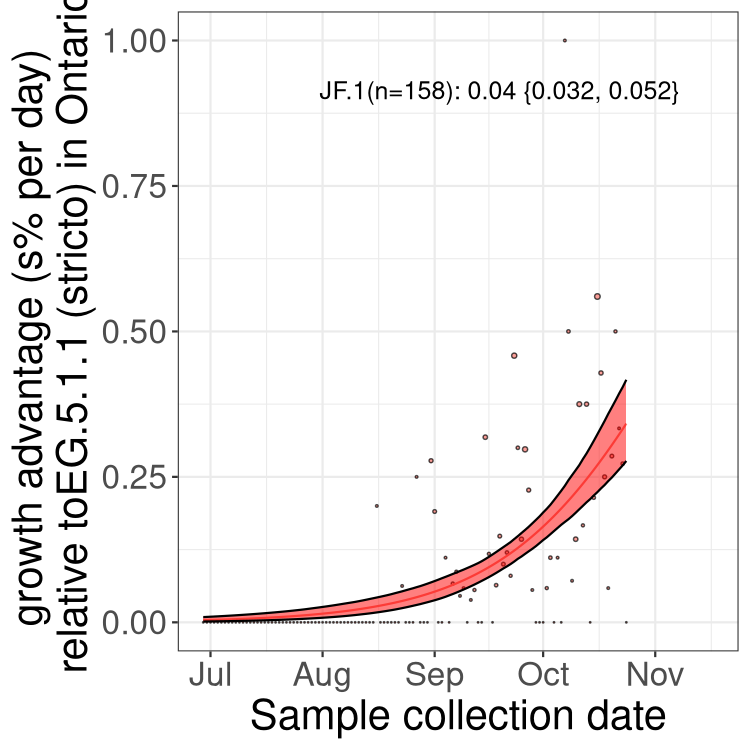 growth advantage (s% per day)
relative toEG.5.1.1 (stricto) in Ontario
1.00
0.75
0.50
0.25
0.00
JF.1(n=158): 0.04 {0.032, 0.052}
Jul Aug Sep Oct Nov
Sample collection date